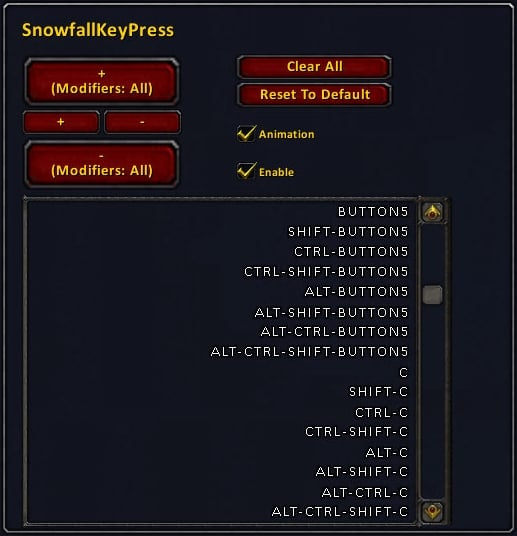 SnowfallKeyPress
+
(Modifiers: All)
+ -
-
(Modifiers: All)
Clear All
Reset To Default
Animation
Enable
BUTTON5
SHIFT-BUTTON5
CTRL-BUTTON5
CTRL-SHIFT-BUTTON5
ALT-BUTTON5
ALT-SHIFT-BUTTON5
ALT-CTRL-BUTTON5
ALT-CTRL-SHIFT-BUTTON5
C
SHIFT-C
CTRL-C
CTRL-SHIFT-C
ALT-C
ALT-SHIFT-C
ALT-CTRL-C
ALT-CTRL-SHIFT-C